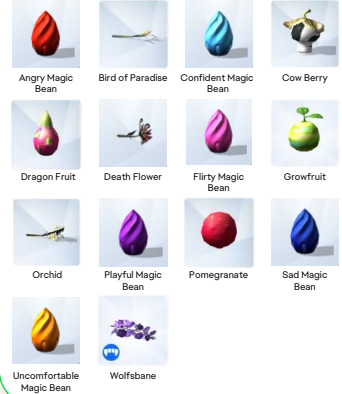 Angry Magic
Bean
Bird of Paradise
Confident Magic
Bean
Cow Berry
Dragon Fruit
Death Flower
Flirty Magic
Bean
Growfruit
Orchid
Playful Magic
Bean
Pomegranate
Sad Magic
Bean
Uncomfortable
Magic Bean
Wolfsbane